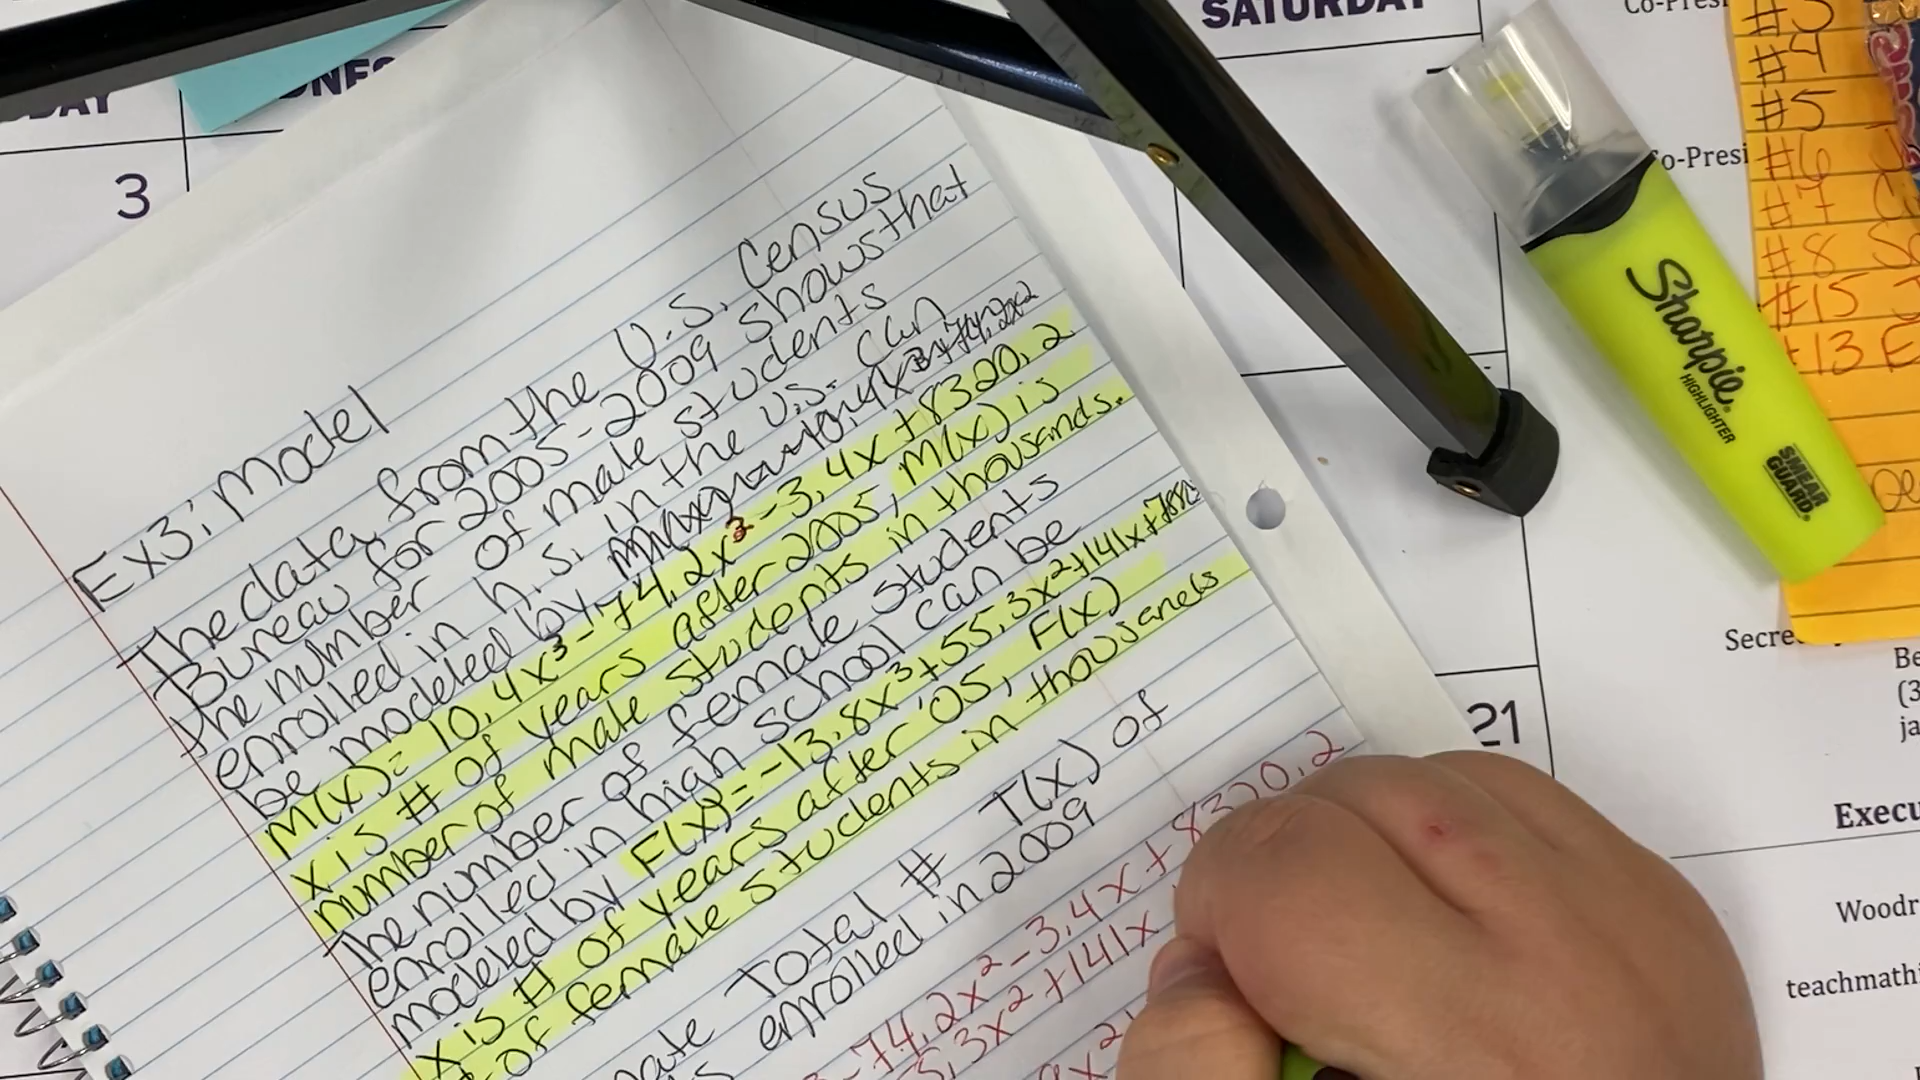 SATURDAY
3
21
Co-Presi
Secre
Execu
Woodr
teachmathi
#3
#4
#5
#6
#7
#8
#15
#13 E
Sharpie
HIGHLIGHTER
SMEAR
GUARD
Ex3: model
The data from the U.S. Census
Bureau for 2005-2009 shows that
the number of male students
enrolled in h.s. in the U.S. can
be modeled by
M(x)= 10.4x³-74.2x²-3.4x+8320.2
x is # of years after 2005, M(x) is
number of male students in thousands.
The number of female students
enrolled in high school can be
modeled by F(x)=-13.8x³+55.3x²+141x+
x is # of years after '05, F(x)
of female students in thousands
Total # T(x) of
enrolled in 2009
-74.2x²-3.4x+8320.2
5.3x²+141x